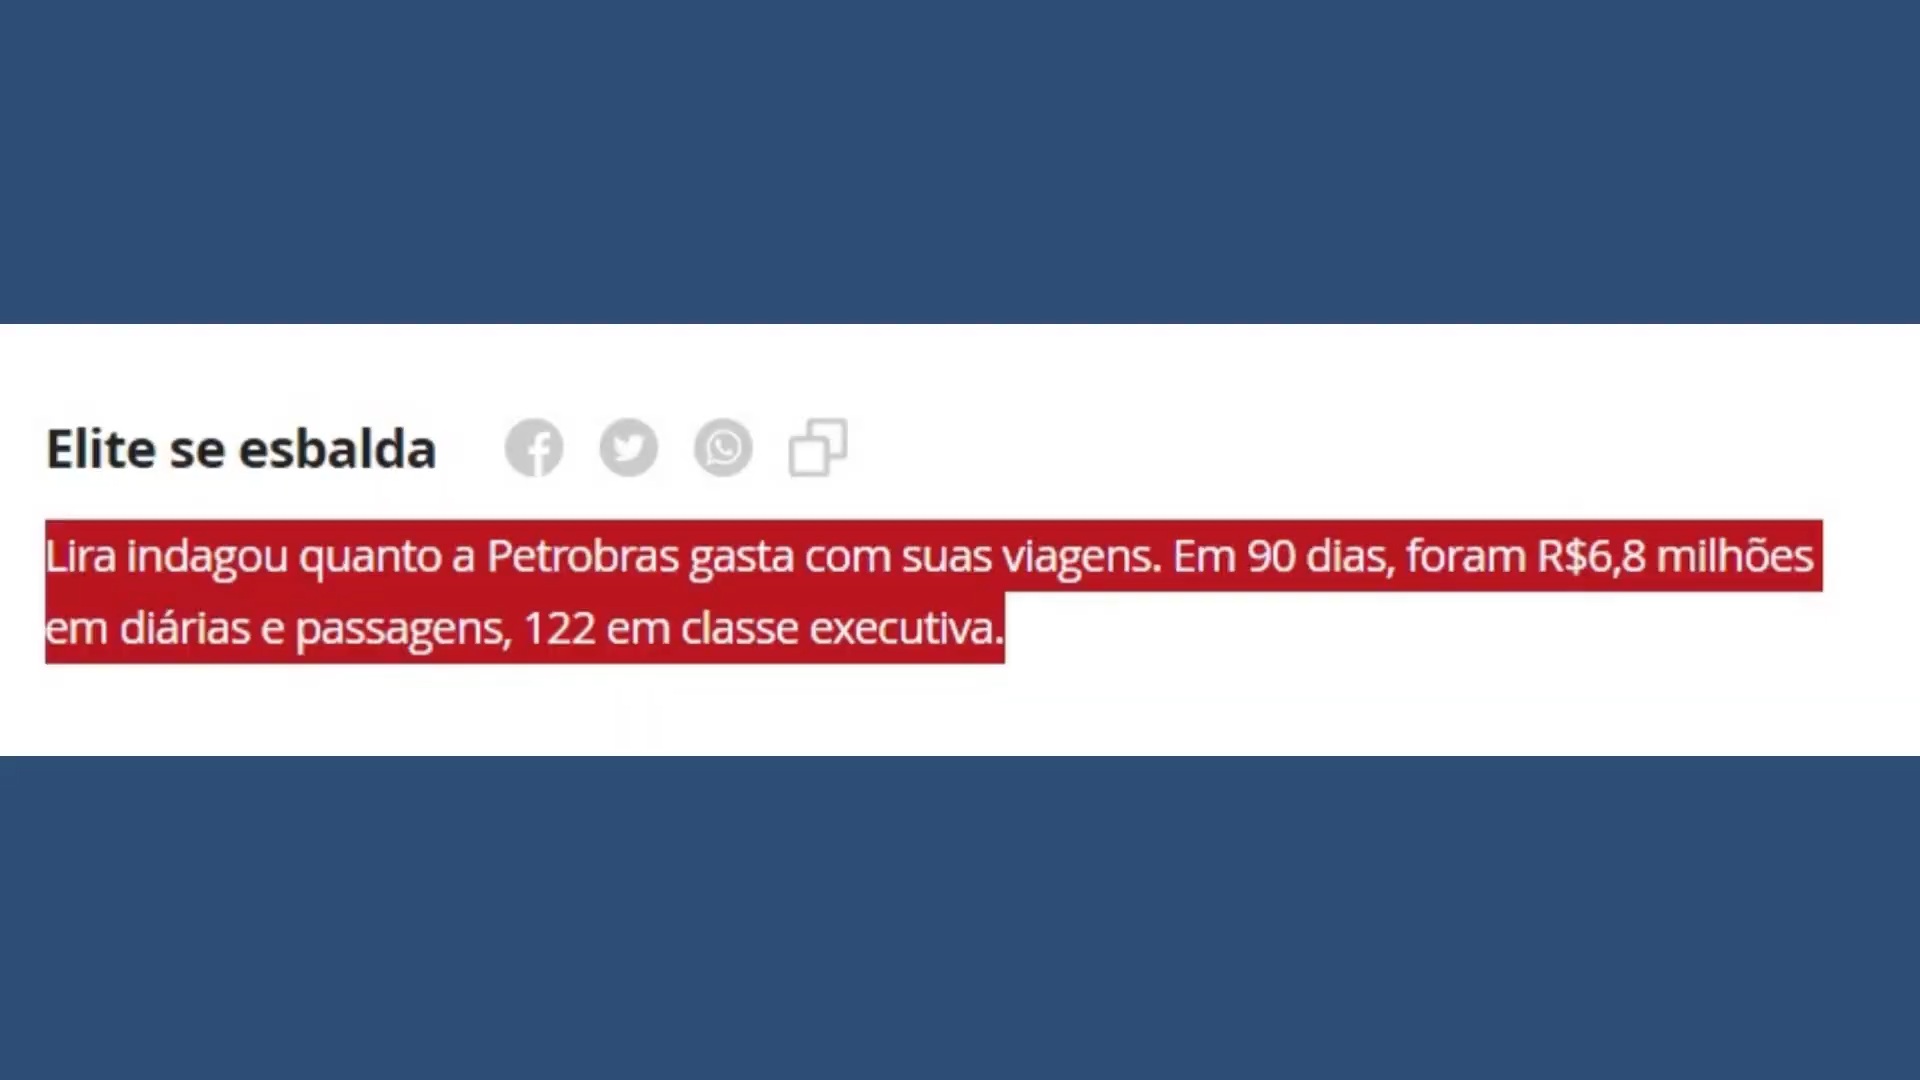 Elite se esbalda
Lira indagou quanto a Petrobras gasta com suas viagens. Em 90 dias, foram R$6,8 milhões
em diárias e passagens, 122 em classe executiva.